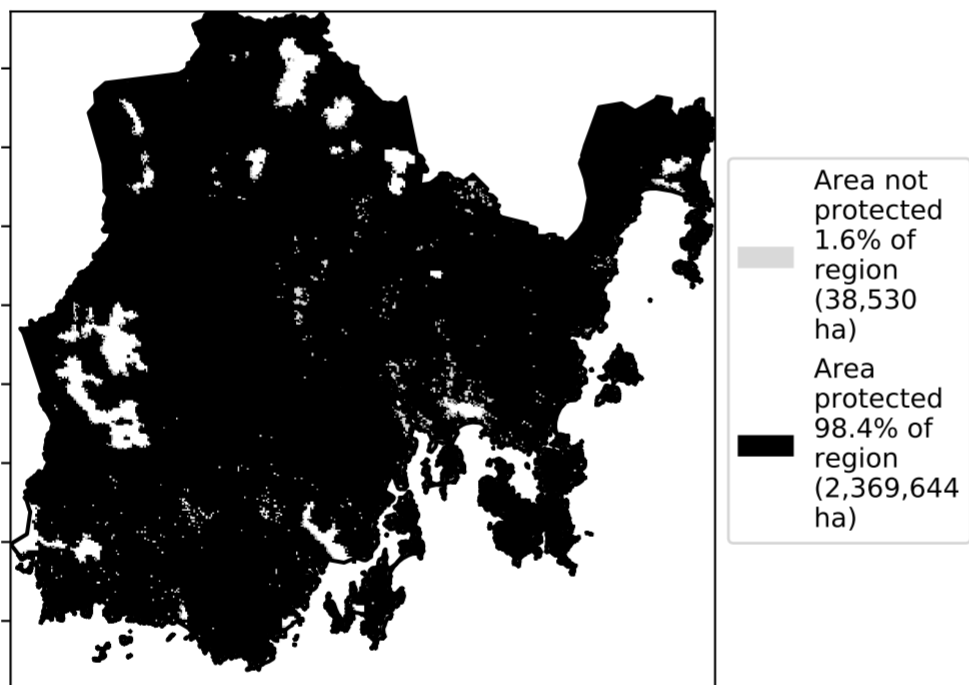 Area not
protected
1.6% of
region
(38,530
ha)
Area
protected
98.4% of
region
(2,369,644
ha)